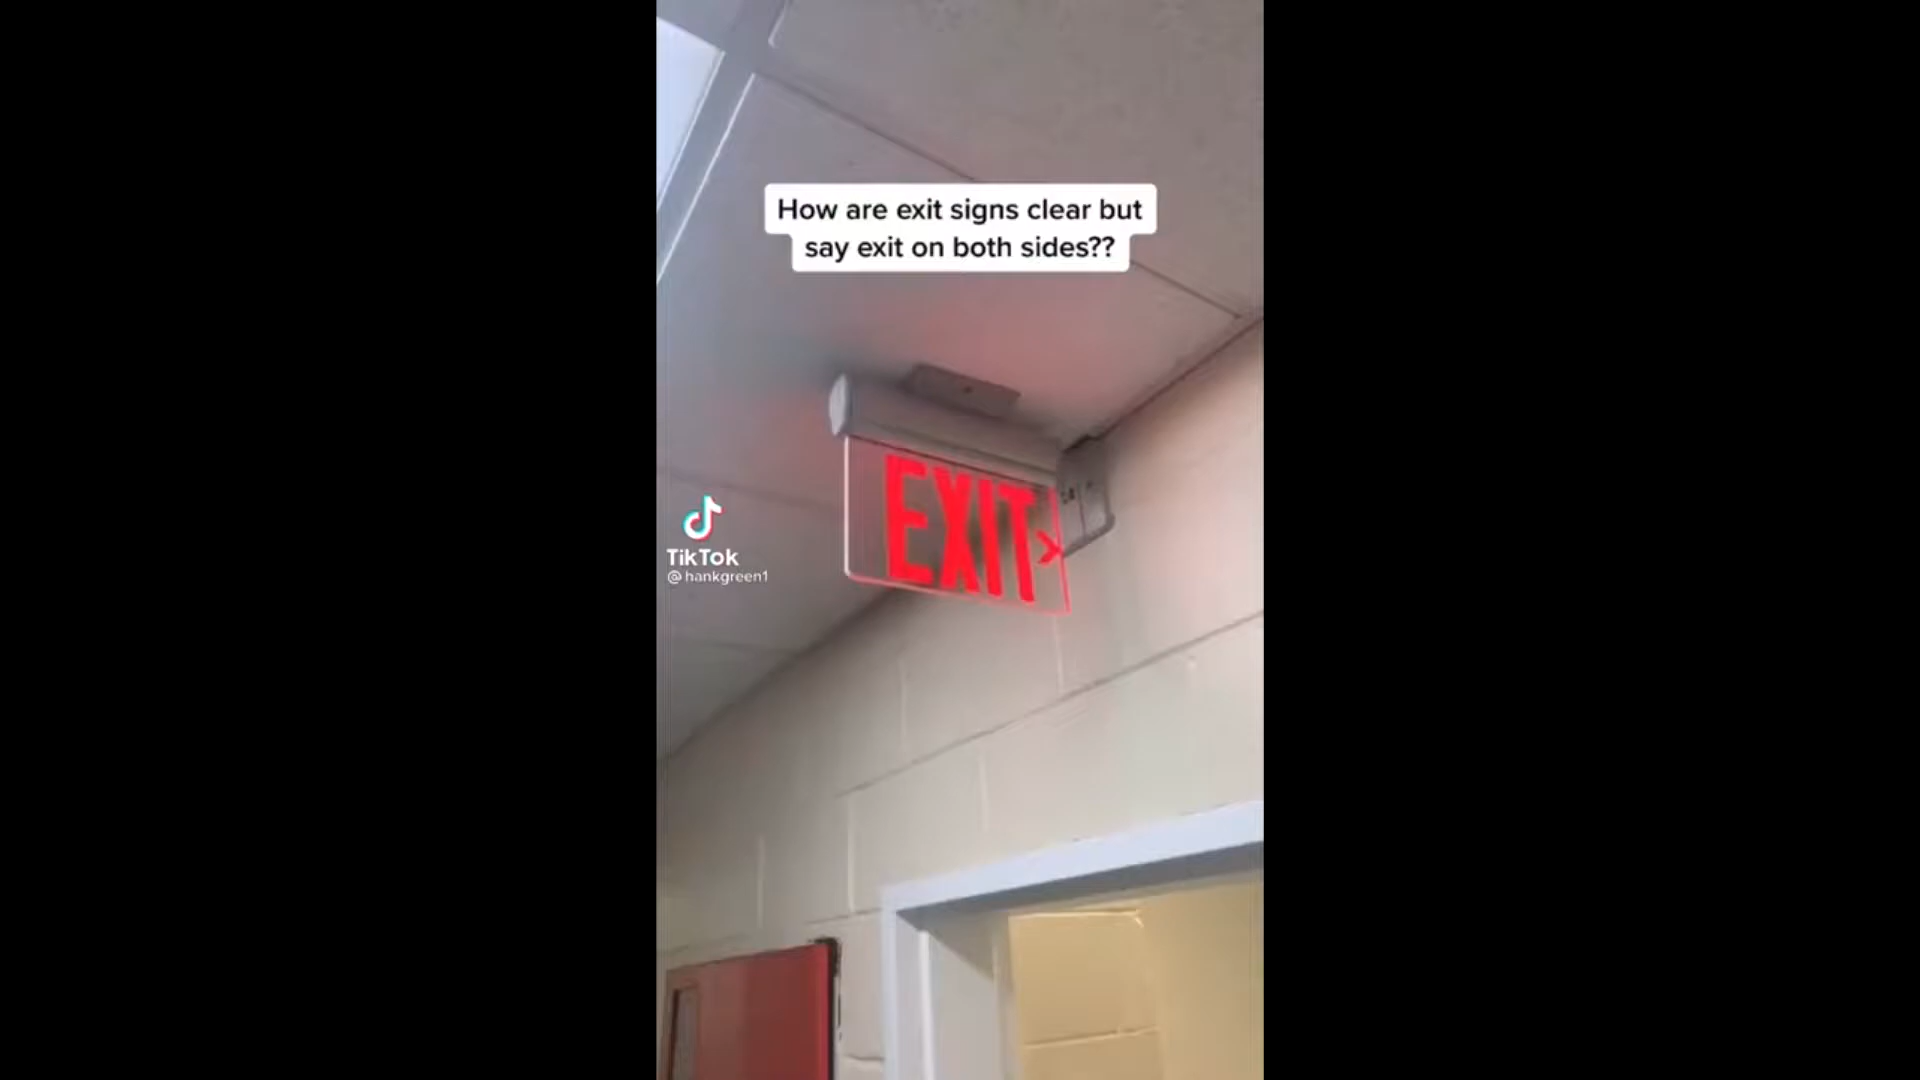 How are exit signs clear but
say exit on both sides??
EXIT
TikTok
@hankgreen1